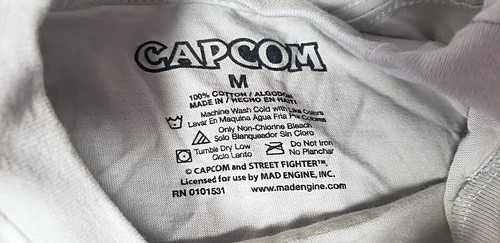 CAPCOM
M
100% COTTON / ALGODON
MADE IN / HECHO EN HAITI
Machine Wash Cold with Like Colors
Lavar En Maquina Agua Fria Por Colores
Only Non-Chlorine Bleach
Solo Blanqueador Sin Cloro
Tumble Dry Low
Ciclo Lento
Do Not Iron
No Planchar
© CAPCOM and STREET FIGHTER™.
Licensed for use by MAD ENGINE, INC.
RN 0101531 www.madengine.com